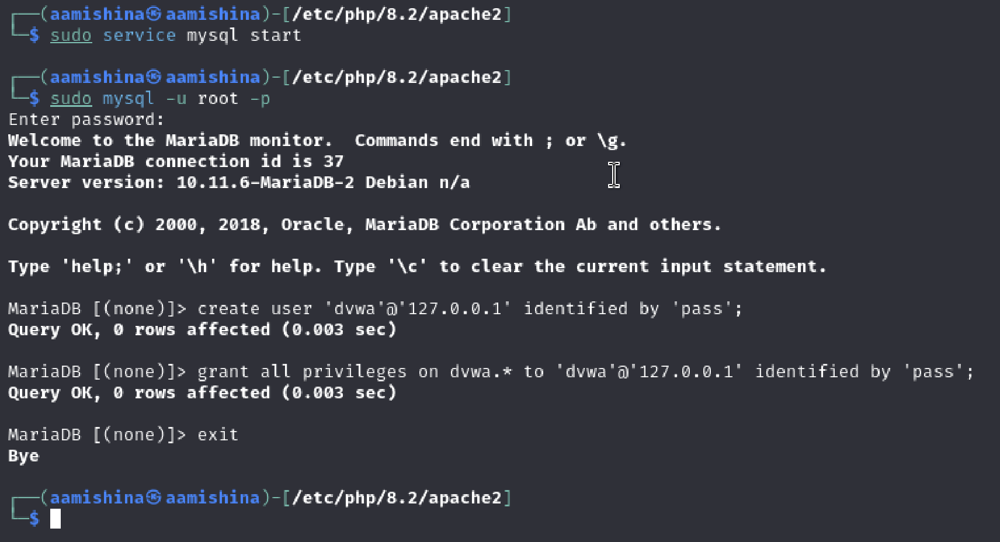 ┌──(aamishina㉿aamishina)-[/etc/php/8.2/apache2]
└─$ sudo service mysql start
┌──(aamishina㉿aamishina)-[/etc/php/8.2/apache2]
└─$ sudo mysql -u root -p
Enter password:
Welcome to the MariaDB monitor.  Commands end with ; or \g.
Your MariaDB connection id is 37
Server version: 10.11.6-MariaDB-2 Debian n/a
Copyright (c) 2000, 2018, Oracle, MariaDB Corporation Ab and others.
Type 'help;' or '\h' for help. Type '\c' to clear the current input statement.
MariaDB [(none)]> create user 'dvwa'@'127.0.0.1' identified by 'pass';
Query OK, 0 rows affected (0.003 sec)
MariaDB [(none)]> grant all privileges on dvwa.* to 'dvwa'@'127.0.0.1' identified by 'pass';
Query OK, 0 rows affected (0.003 sec)
MariaDB [(none)]> exit
Bye
┌──(aamishina㉿aamishina)-[/etc/php/8.2/apache2]
└─$